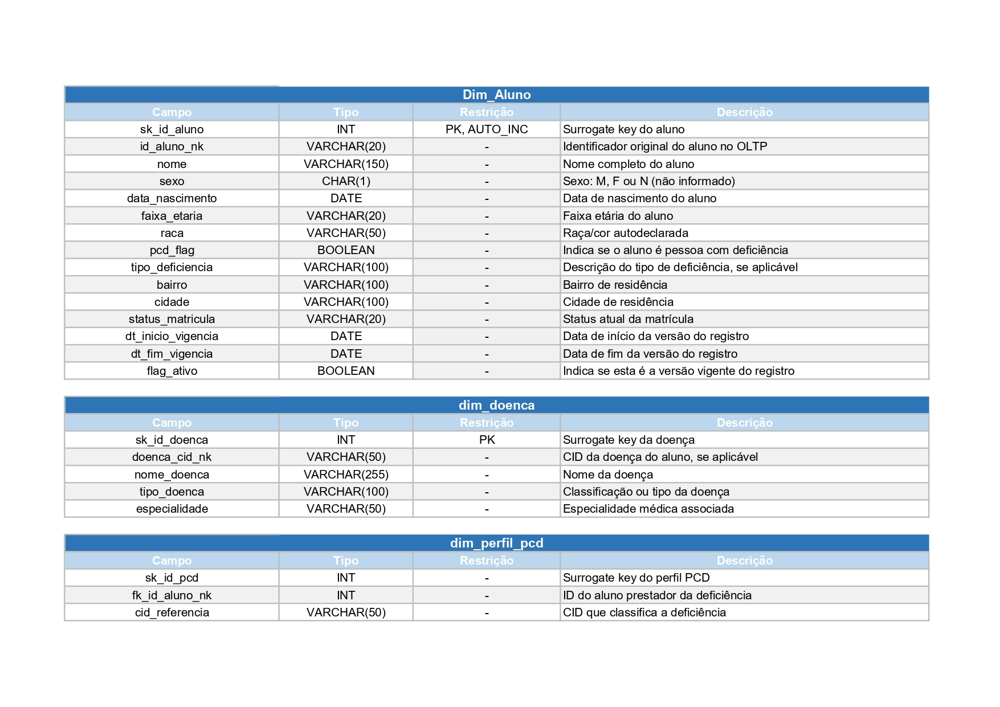 Dim_Aluno
Campo Tipo Restrição Descrição
sk_id_aluno INT PK, AUTO_INC Surrogate key do aluno
id_aluno_nk VARCHAR(20) - Identificador original do aluno no OLTP
nome VARCHAR(150) - Nome completo do aluno
sexo CHAR(1) - Sexo: M, F ou N (não informado)
data_nascimento DATE - Data de nascimento do aluno
faixa_etaria VARCHAR(20) - Faixa etária do aluno
raca VARCHAR(50) - Raça/cor autodeclarada
pcd_flag BOOLEAN - Indica se o aluno é pessoa com deficiência
tipo_deficiencia VARCHAR(100) - Descrição do tipo de deficiência, se aplicável
bairro VARCHAR(100) - Bairro de residência
cidade VARCHAR(100) - Cidade de residência
status_matricula VARCHAR(20) - Status atual da matrícula
dt_inicio_vigencia DATE - Data de início da versão do registro
dt_fim_vigencia DATE - Data de fim da versão do registro
flag_ativo BOOLEAN - Indica se esta é a versão vigente do registro
dim_doenca
Campo Tipo Restrição Descrição
sk_id_doenca INT PK Surrogate key da doença
doenca_cid_nk VARCHAR(50) - CID da doença do aluno, se aplicável
nome_doenca VARCHAR(255) - Nome da doença
tipo_doenca VARCHAR(100) - Classificação ou tipo da doença
especialidade VARCHAR(50) - Especialidade médica associada
dim_perfil_pcd
Campo Tipo Restrição Descrição
sk_id_pcd INT - Surrogate key do perfil PCD
fk_id_aluno_nk INT - ID do aluno prestador da deficiência
cid_referencia VARCHAR(50) - CID que classifica a deficiência